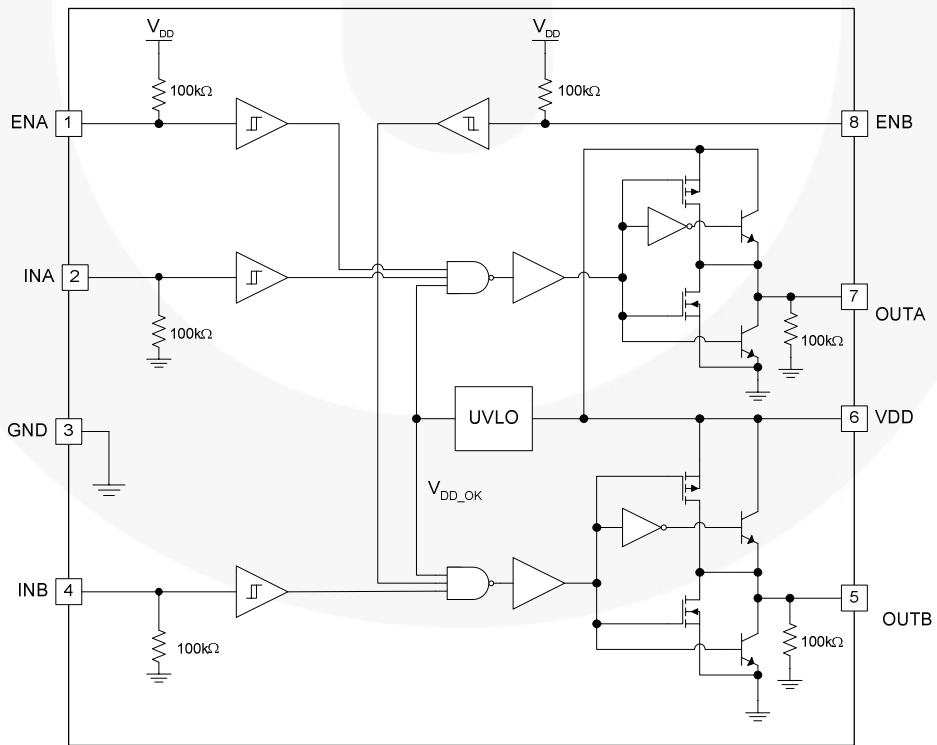 VDD
VDD
100kΩ
100kΩ
ENA 1
8 ENB
INA 2
7
OUTA
100kΩ
100kΩ
GND 3
UVLO
6 VDD
VDD_OK
INB 4
5
OUTB
100kΩ
100kΩ